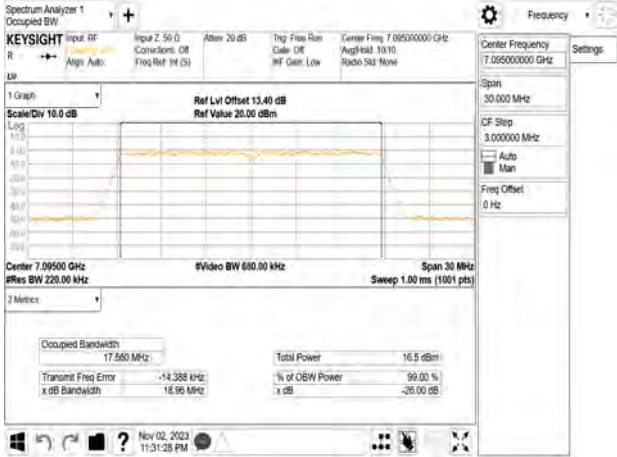 Spectrum Analyzer 1
Occupied BW
Frequency
KEYSIGHT Input: RF
R
Align: Auto
Input Z: 50 Ω
Corrections: Off
Freq Ref: Int (S)
Atten: 20 dB
Trig: Free Run
Gate: Off
#IF Gain: Low
Center Freq: 7.095000000 GHz
Avg|Hold: 10/10
Radio Std: None
Center Frequency
7.095000000 GHz
Settings
Span
30.000 MHz
CF Step
3.000000 MHz
Auto
Man
Freq Offset
0 Hz
1 Graph
Scale/Div 10.0 dB
Ref Lvl Offset 13.40 dB
Ref Value 20.00 dBm
Log
10.0
0.00
Center 7.09500 GHz
#Res BW 220.00 kHz
#Video BW 680.00 kHz
Span 30 MHz
Sweep 1.00 ms (1001 pts)
2 Metrics
Occupied Bandwidth
17.560 MHz
Total Power 16.5 dBm
Transmit Freq Error -14.388 kHz
% of OBW Power 99.00 %
x dB Bandwidth 18.96 MHz
x dB -26.00 dB
?
Nov 02, 2023
11:31:28 PM